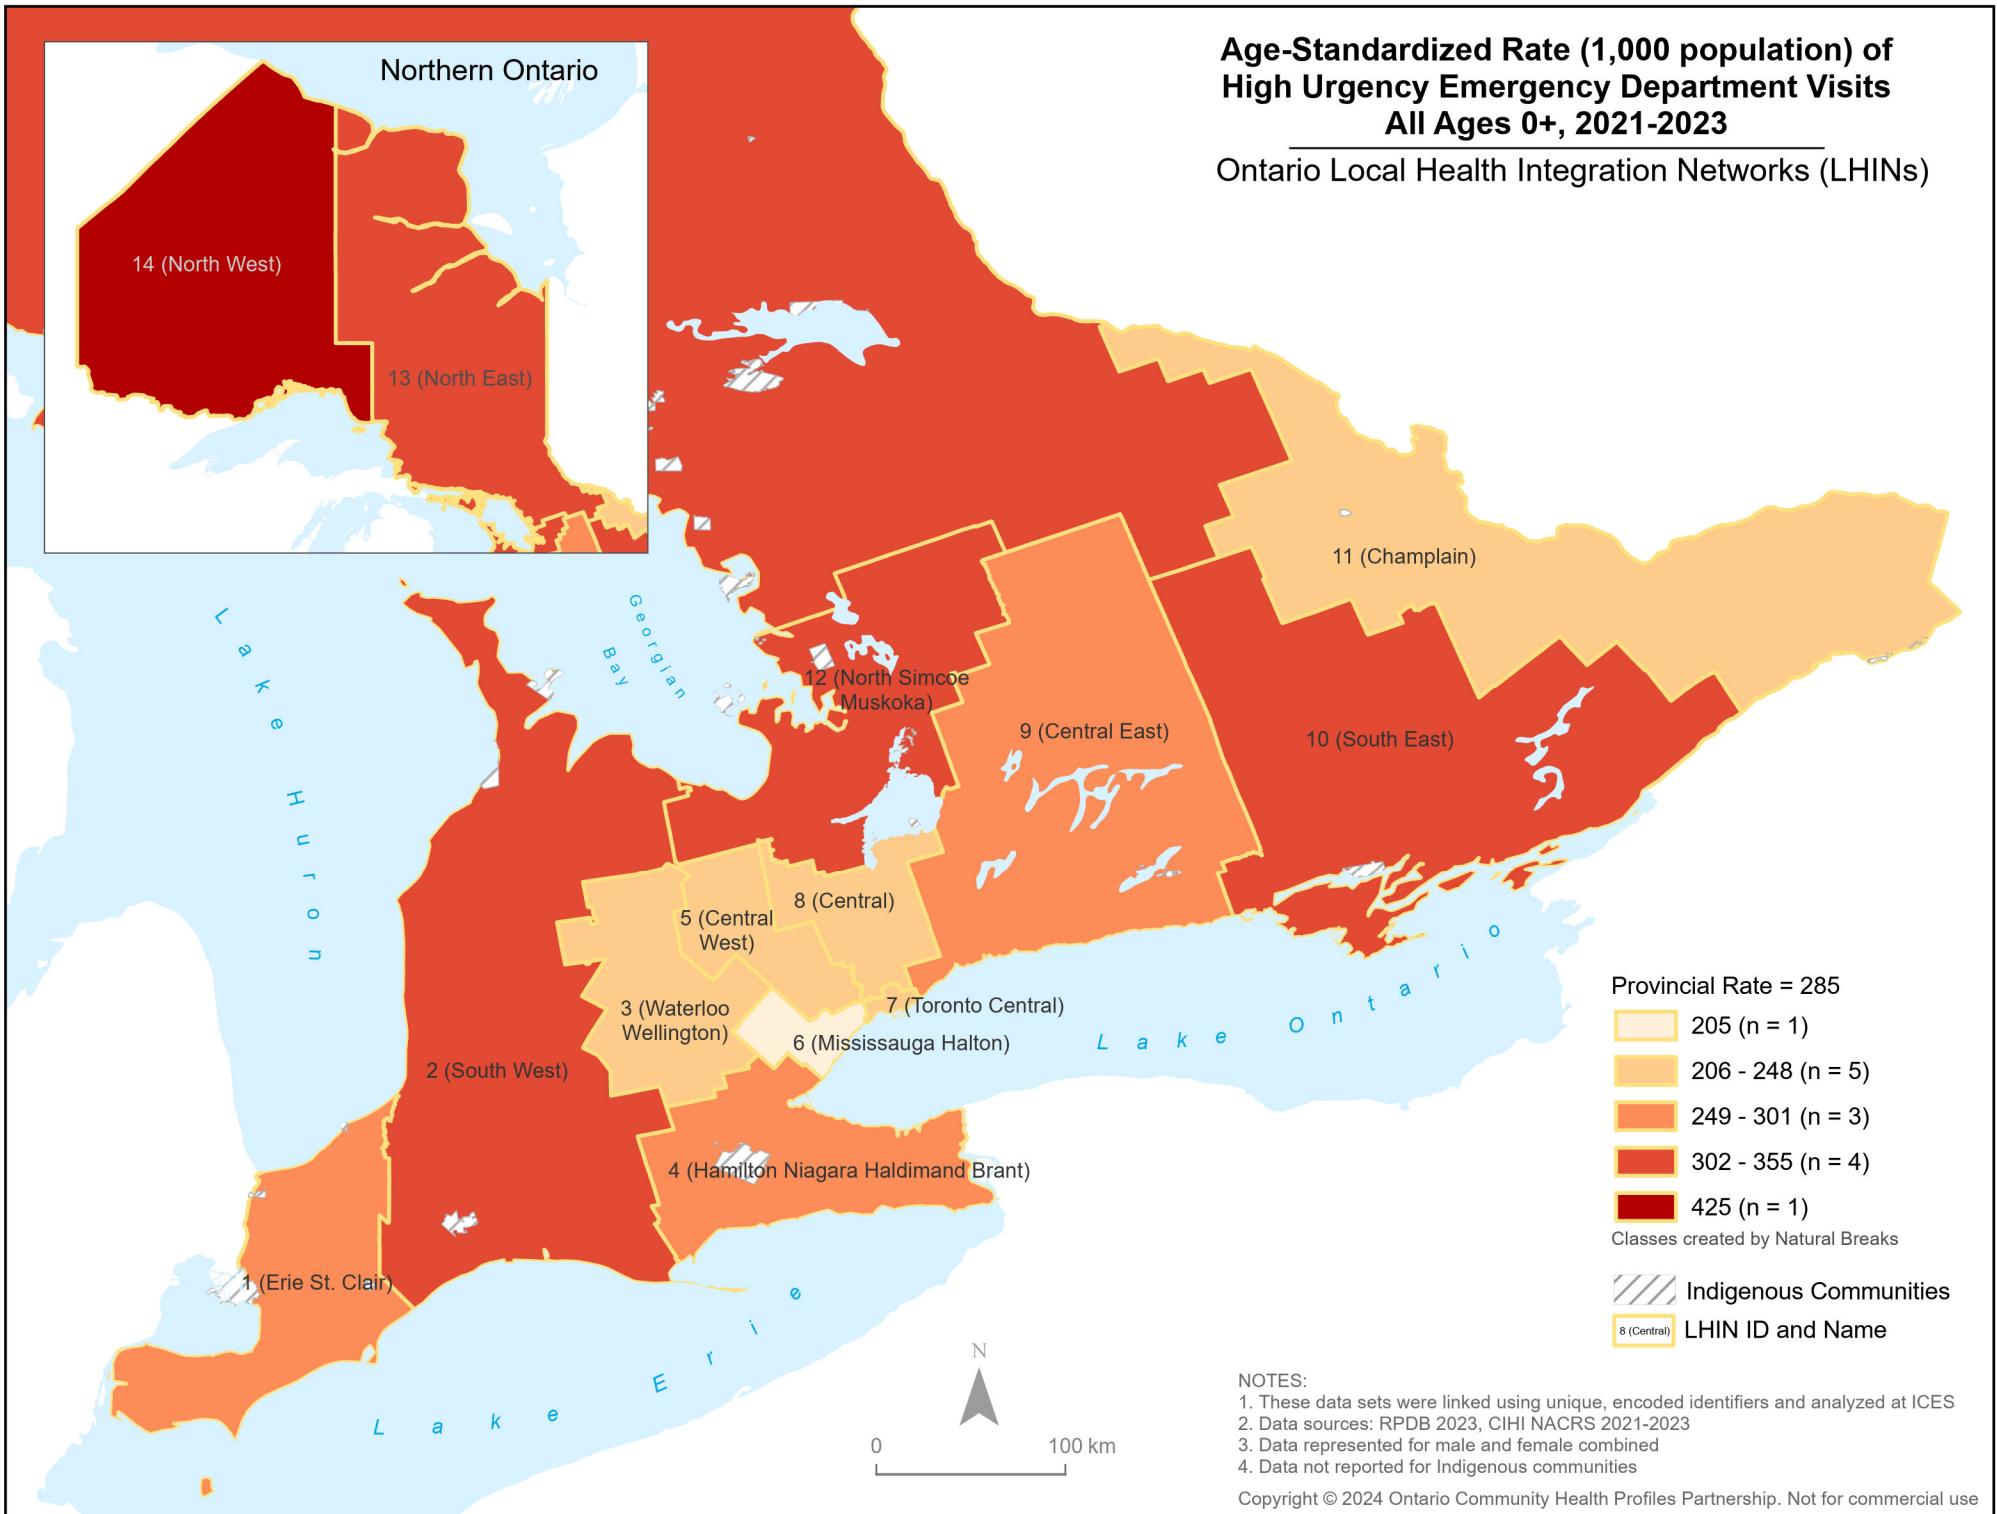 Age-Standardized Rate (1,000 population) of
High Urgency Emergency Department Visits
All Ages 0+, 2021-2023
Ontario Local Health Integration Networks (LHINs)
Northern Ontario
14 (North West)
13 (North East)
11 (Champlain)
Georgian
Bay
12 (North Simcoe
Muskoka)
9 (Central East)
10 (South East)
Lake Huron
5 (Central
West)
8 (Central)
3 (Waterloo
Wellington)
7 (Toronto Central)
6 (Mississauga Halton)
Lake Ontario
2 (South West)
4 (Hamilton Niagara Haldimand Brant)
1 (Erie St. Clair)
Lake Erie
Provincial Rate = 285
205 (n = 1)
206 - 248 (n = 5)
249 - 301 (n = 3)
302 - 355 (n = 4)
425 (n = 1)
Classes created by Natural Breaks
Indigenous Communities
8 (Central) LHIN ID and Name
N
0 100 km
NOTES:
1. These data sets were linked using unique, encoded identifiers and analyzed at ICES
2. Data sources: RPDB 2023, CIHI NACRS 2021-2023
3. Data represented for male and female combined
4. Data not reported for Indigenous communities
Copyright © 2024 Ontario Community Health Profiles Partnership. Not for commercial use